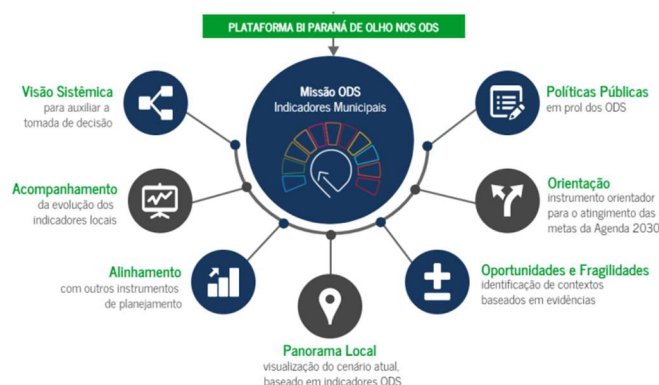 PLATAFORMA BI PARANÁ DE OLHO NOS ODS
Missão ODS
Indicadores Municipais
Visão Sistêmica
para auxiliar a
tomada de decisão
Políticas Públicas
em prol dos ODS
Acompanhamento
da evolução dos
indicadores locais
Orientação
instrumento orientador
para o atingimento das
metas da Agenda 2030
Alinhamento
com outros instrumentos
de planejamento
Oportunidades e Fragilidades
identificação de contextos
baseados em evidências
Panorama Local
visualização do cenário atual,
baseado em indicadores ODS